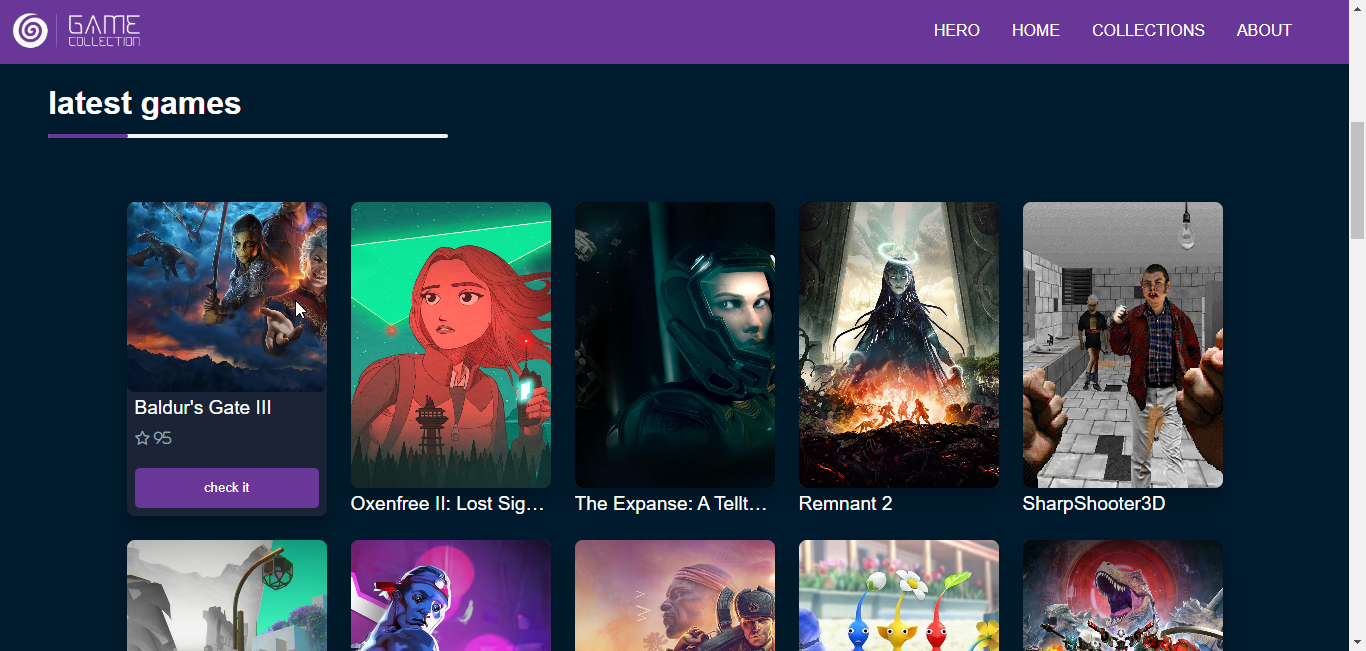 GAME
COLLECTION
HERO
HOME
COLLECTIONS
ABOUT
latest games
Baldur's Gate III
95
check it
Oxenfree II: Lost Sig...
The Expanse: A Tellt...
Remnant 2
SharpShooter3D